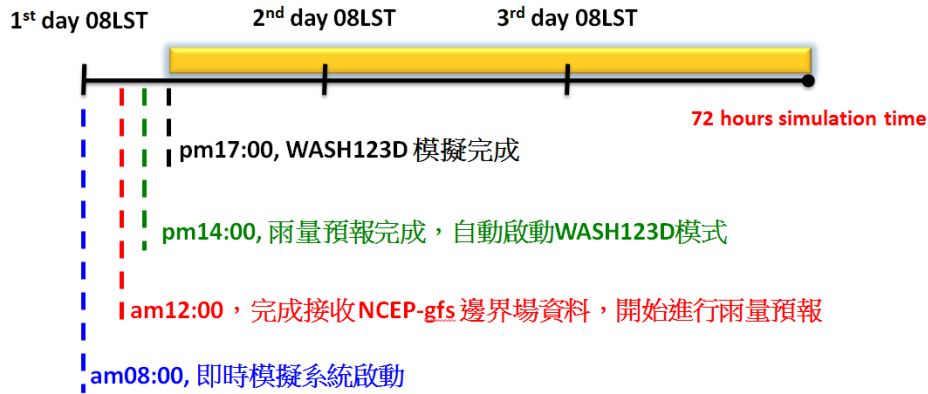 1st day 08LST
2nd day 08LST
3rd day 08LST
72 hours simulation time
pm17:00, WASH123D 模擬完成
pm14:00, 雨量預報完成，自動啟動WASH123D模式
am12:00，完成接收NCEP-gfs邊界場資料，開始進行雨量預報
am08:00, 即時模擬系統啟動